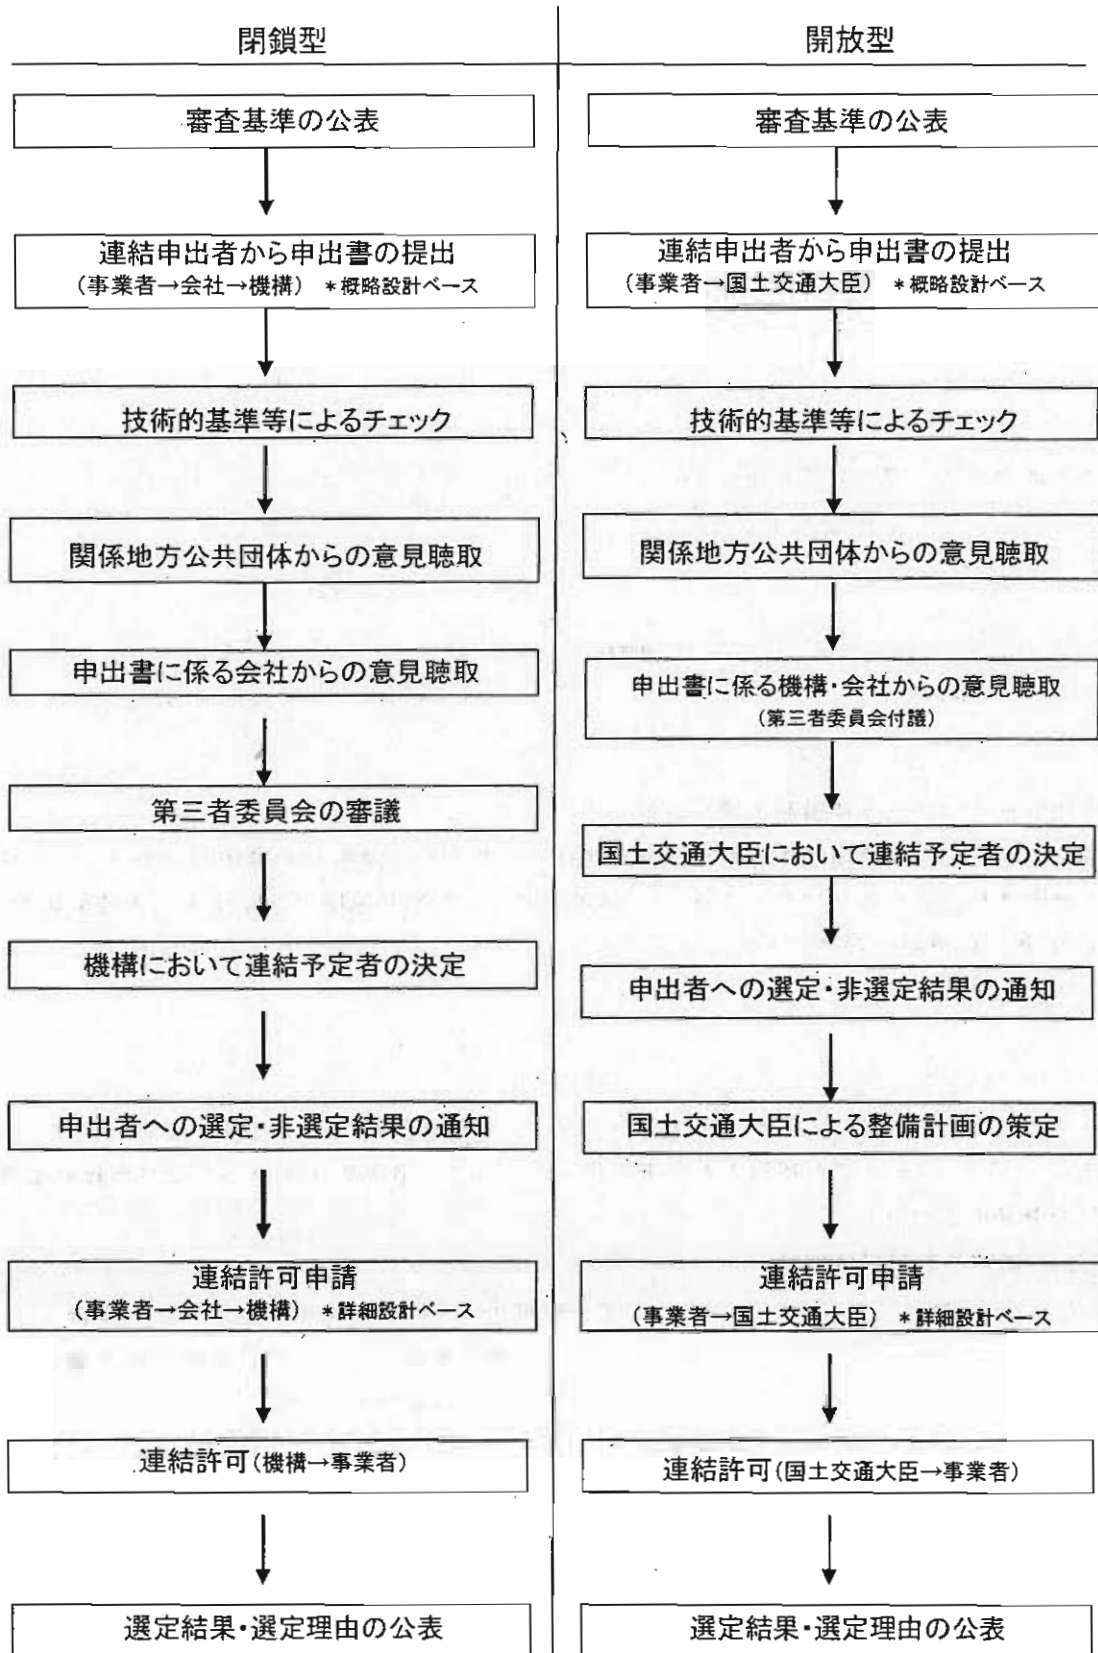 閉鎖型
審査基準の公表
連結申出者から申出書の提出
(事業者→会社→機構) *概略設計ベース
技術的基準等によるチェック
関係地方公共団体からの意見聴取
申出書に係る会社からの意見聴取
第三者委員会の審議
機構において連結予定者の決定
申出者への選定・非選定結果の通知
連結許可申請
(事業者→会社→機構) *詳細設計ベース
連結許可(機構→事業者)
選定結果・選定理由の公表
開放型
審査基準の公表
連結申出者から申出書の提出
(事業者→国土交通大臣) *概略設計ベース
技術的基準等によるチェック
関係地方公共団体からの意見聴取
申出書に係る機構・会社からの意見聴取
(第三者委員会付議)
国土交通大臣において連結予定者の決定
申出者への選定・非選定結果の通知
国土交通大臣による整備計画の策定
連結許可申請
(事業者→国土交通大臣) *詳細設計ベース
連結許可(国土交通大臣→事業者)
選定結果・選定理由の公表